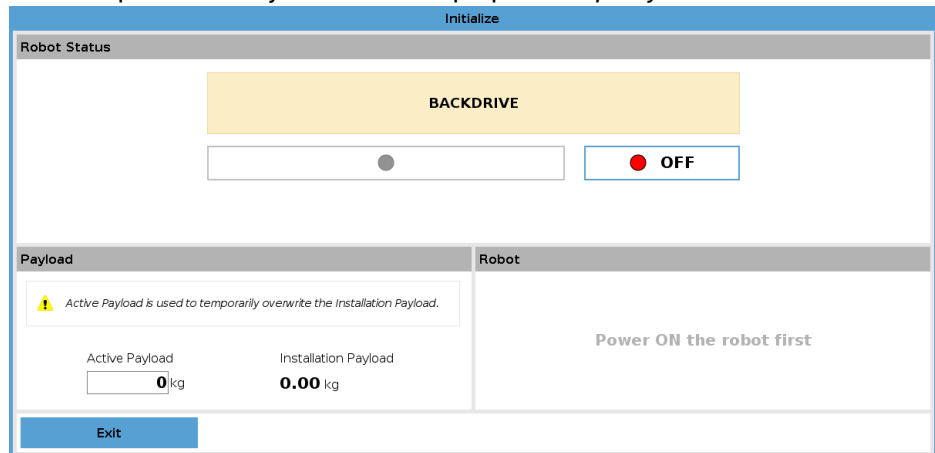 Initialize
Robot Status
BACKDRIVE
OFF
Payload
Robot
Active Payload is used to temporarily overwrite the Installation Payload.
Power ON the robot first
Active Payload
Installation Payload
0 kg
0.00 kg
Exit